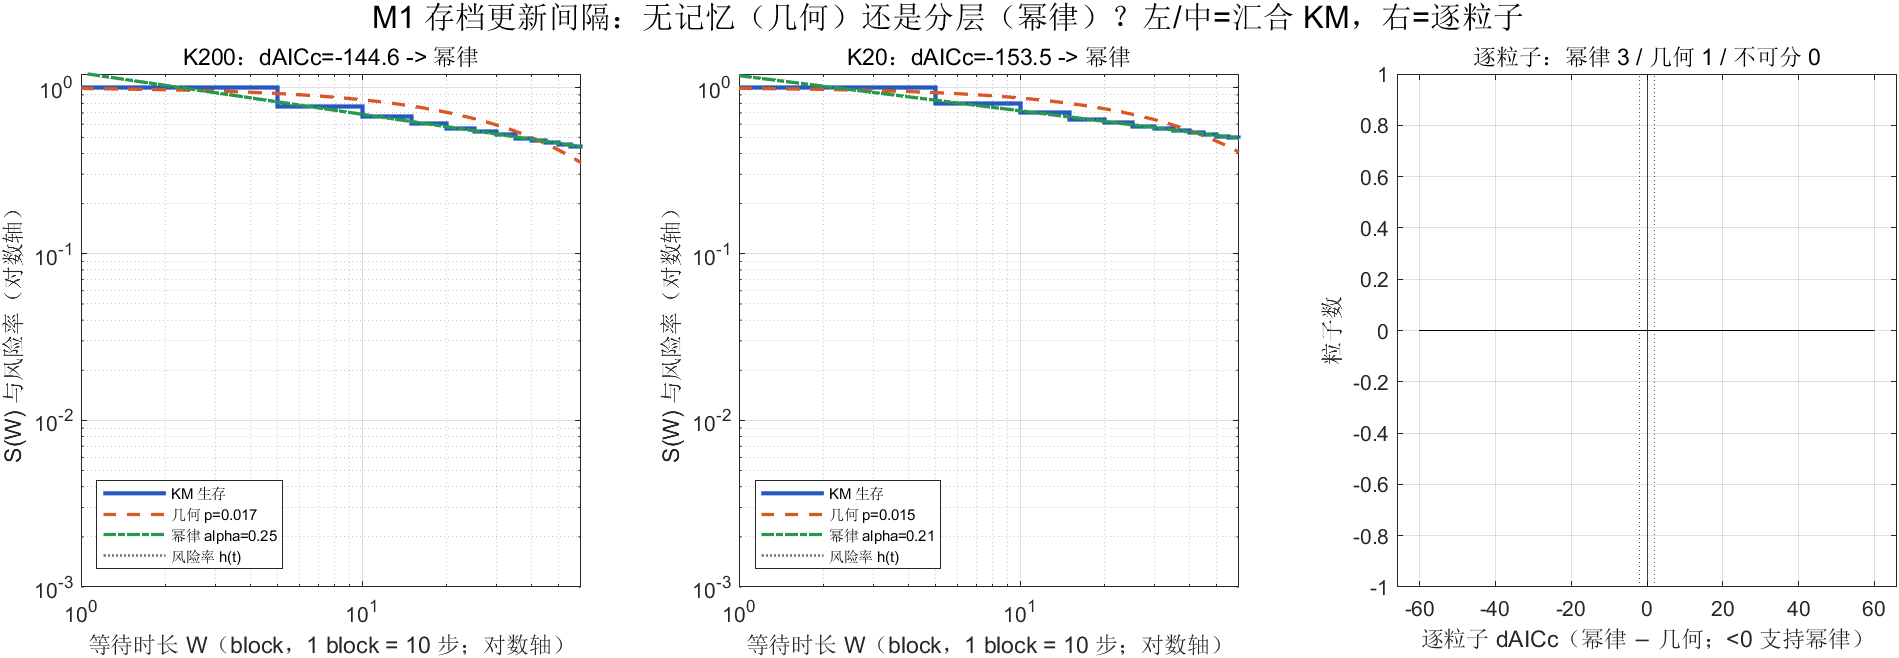 M1 存档更新间隔：无记忆（几何）还是分层（幂律）？左/中=汇合 KM，右=逐粒子
K200：dAICc=-144.6 -> 幂律
10^0
10^-1
10^-2
10^-3
10^0
10^1
S(W) 与风险率（对数轴）
等待时长 W（block，1 block = 10 步；对数轴）
KM 生存
几何 p=0.017
幂律 alpha=0.25
风险率 h(t)
K20：dAICc=-153.5 -> 幂律
10^0
10^-1
10^-2
10^-3
10^0
10^1
S(W) 与风险率（对数轴）
等待时长 W（block，1 block = 10 步；对数轴）
KM 生存
几何 p=0.015
幂律 alpha=0.21
风险率 h(t)
逐粒子：幂律 3 / 几何 1 / 不可分 0
1
0.8
0.6
0.4
0.2
0
-0.2
-0.4
-0.6
-0.8
-1
-60 -40 -20 0 20 40 60
粒子数
逐粒子 dAICc（幂律 − 几何；<0 支持幂律）